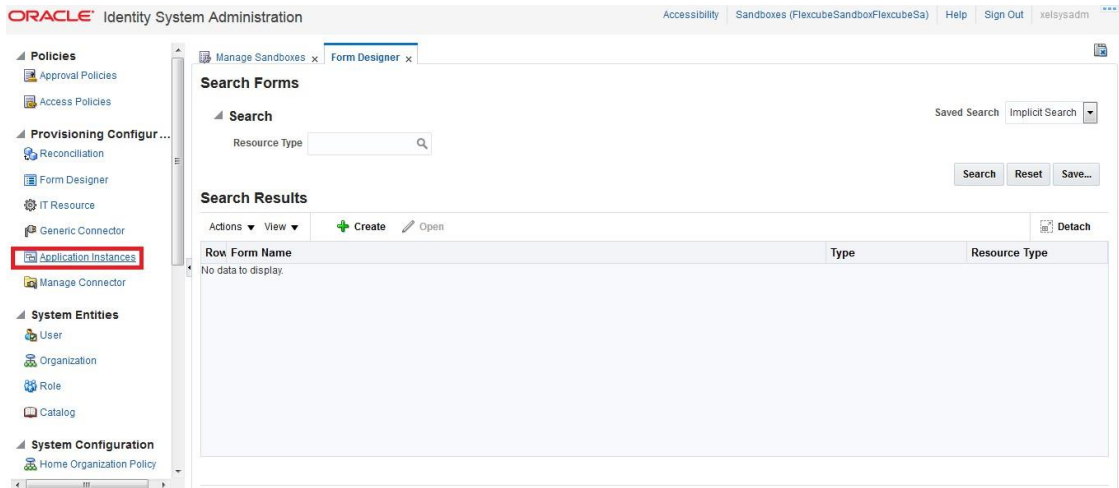 ORACLE Identity System Administration
Accessibility Sandboxes (FlexcubeSandboxFlexcubeSa) Help Sign Out xelsysadm
Policies
Approval Policies
Access Policies
Provisioning Configur...
Reconciliation
Form Designer
IT Resource
Generic Connector
Application Instances
Manage Connector
System Entities
User
Organization
Role
Catalog
System Configuration
Home Organization Policy
Manage Sandboxes x Form Designer x
Search Forms
Search
Saved Search Implicit Search
Resource Type
Search Reset Save...
Search Results
Actions View Create Open Detach
Row Form Name Type Resource Type
No data to display.